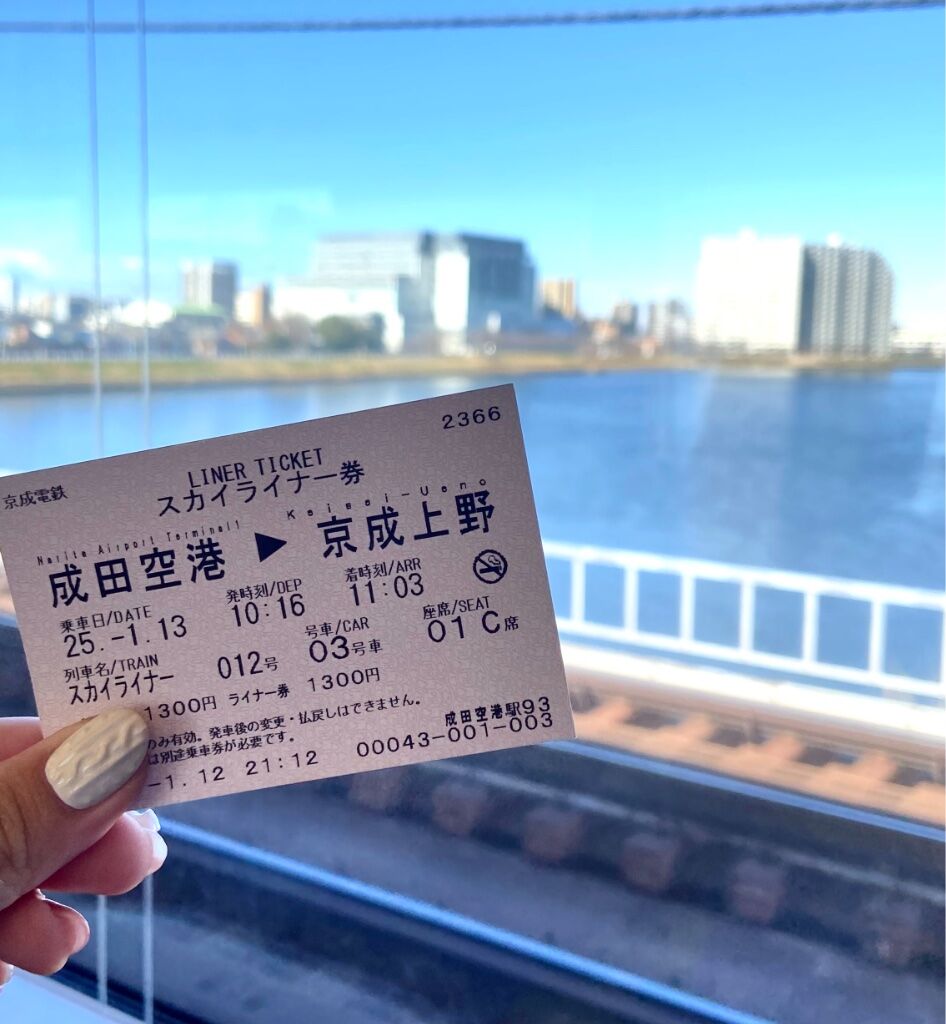 2366
京成電鉄
LINER TICKET
スカイライナー券
Narita Airport Terminal1 Keisei-Ueno
成田空港 ▶ 京成上野
乗車日/DATE 発時刻/DEP 着時刻/ARR
25.-1.13 10:16 11:03
列車名/TRAIN 号車/CAR 座席/SEAT
スカイライナー 012号 03号車 01 C席
1300円 ライナー券 1300円
のみ有効。発車後の変更・払戻しはできません。
は別途乗車券が必要です。
成田空港駅93
-1.12 21:12 00043-001-003